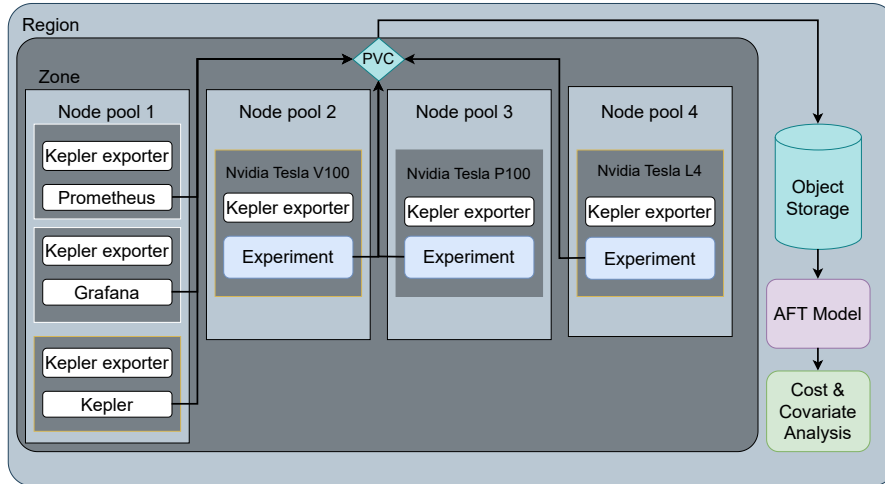 Region
PVC
Zone
Node pool 1
Kepler exporter
Prometheus
Kepler exporter
Grafana
Kepler exporter
Kepler
Node pool 2
Nvidia Tesla V100
Kepler exporter
Experiment
Node pool 3
Nvidia Tesla P100
Kepler exporter
Experiment
Node pool 4
Nvidia Tesla L4
Kepler exporter
Experiment
Object
Storage
AFT Model
Cost &
Covariate
Analysis